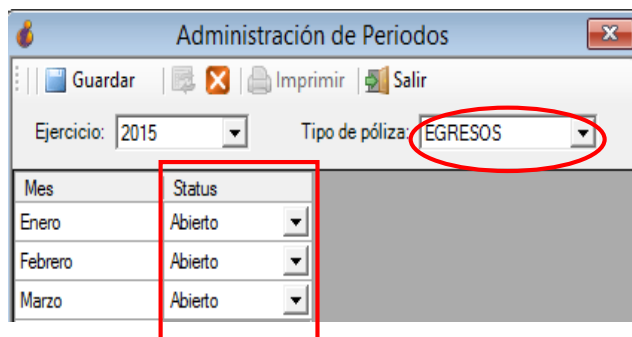 Administración de Periodos
Guardar Imprimir Salir
Ejercicio: 2015 Tipo de póliza: EGRESOS
Mes Status
Enero Abierto
Febrero Abierto
Marzo Abierto